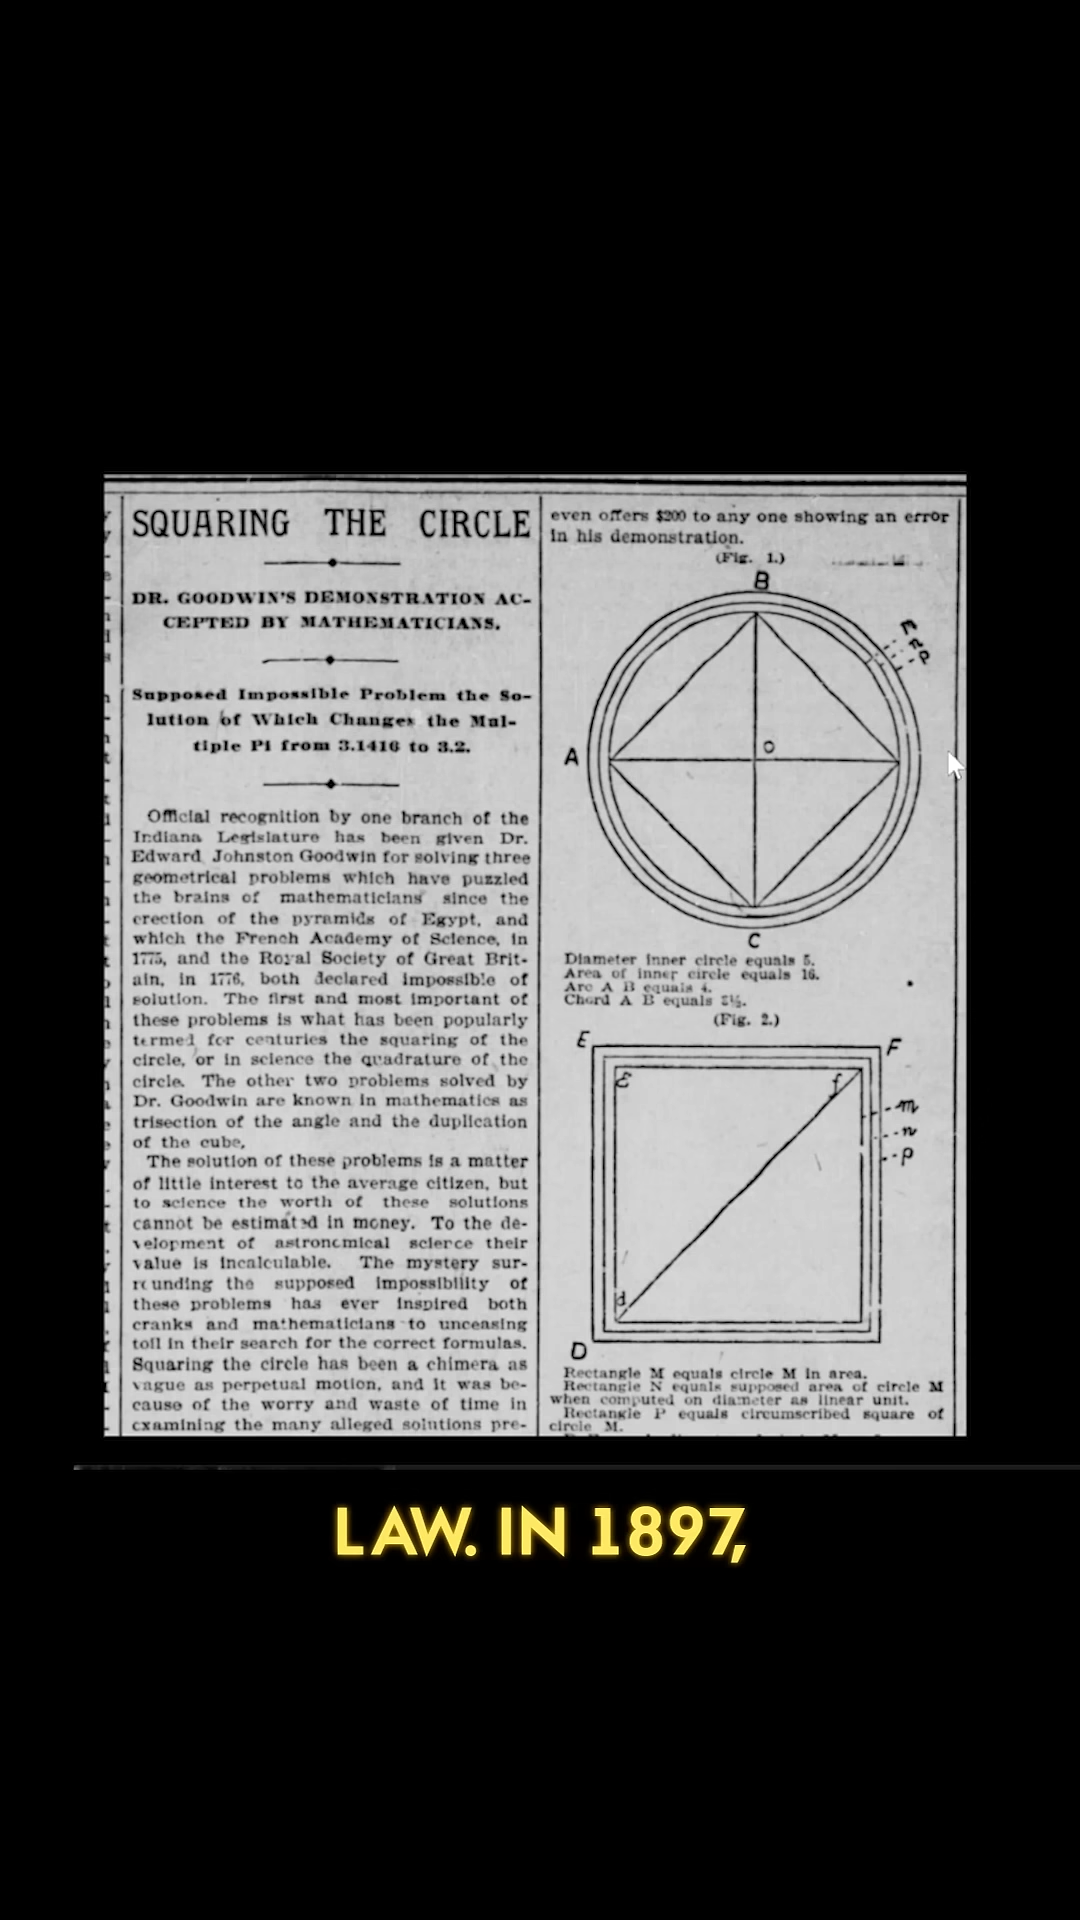 SQUARING THE CIRCLE
DR. GOODWIN'S DEMONSTRATION AC-
CEPTED BY MATHEMATICIANS.
Supposed Impossible Problem the So-
lution of Which Changes the Mul-
tiple Pi from 3.1416 to 3.2.
Official recognition by one branch of the
Indiana Legislature has been given Dr.
Edward Johnston Goodwin for solving three
geometrical problems which have puzzled
the brains of mathematicians since the
erection of the pyramids of Egypt, and
which the French Academy of Science, in
1775, and the Royal Society of Great Brit-
ain, in 1776, both declared impossible of
solution. The first and most important of
these problems is what has been popularly
termed for centuries the squaring of the
circle, or in science the quadrature of the
circle. The other two problems solved by
Dr. Goodwin are known in mathematics as
trisection of the angle and the duplication
of the cube.
The solution of these problems is a matter
of little interest to the average citizen, but
to science the worth of these solutions
cannot be estimated in money. To the de-
velopment of astronomical science their
value is incalculable. The mystery sur-
rounding the supposed impossibility of
these problems has ever inspired both
cranks and mathematicians to unceasing
toil in their search for the correct formulas.
Squaring the circle has been a chimera as
vague as perpetual motion, and it was be-
cause of the worry and waste of time in
examining the many alleged solutions pre-
even offers $200 to any one showing an error
in his demonstration.
(Fig. 1.)
B
A
O
C
Diameter inner circle equals 5.
Area of inner circle equals 16.
Arc A B equals 4.
Chord A B equals 3½.
(Fig. 2.)
E
F
E
f
m
n
p
d
D
Rectangle M equals circle M in area.
Rectangle N equals supposed area of circle M
when computed on diameter as linear unit.
Rectangle P equals circumscribed square of
circle M.
LAW. IN 1897,